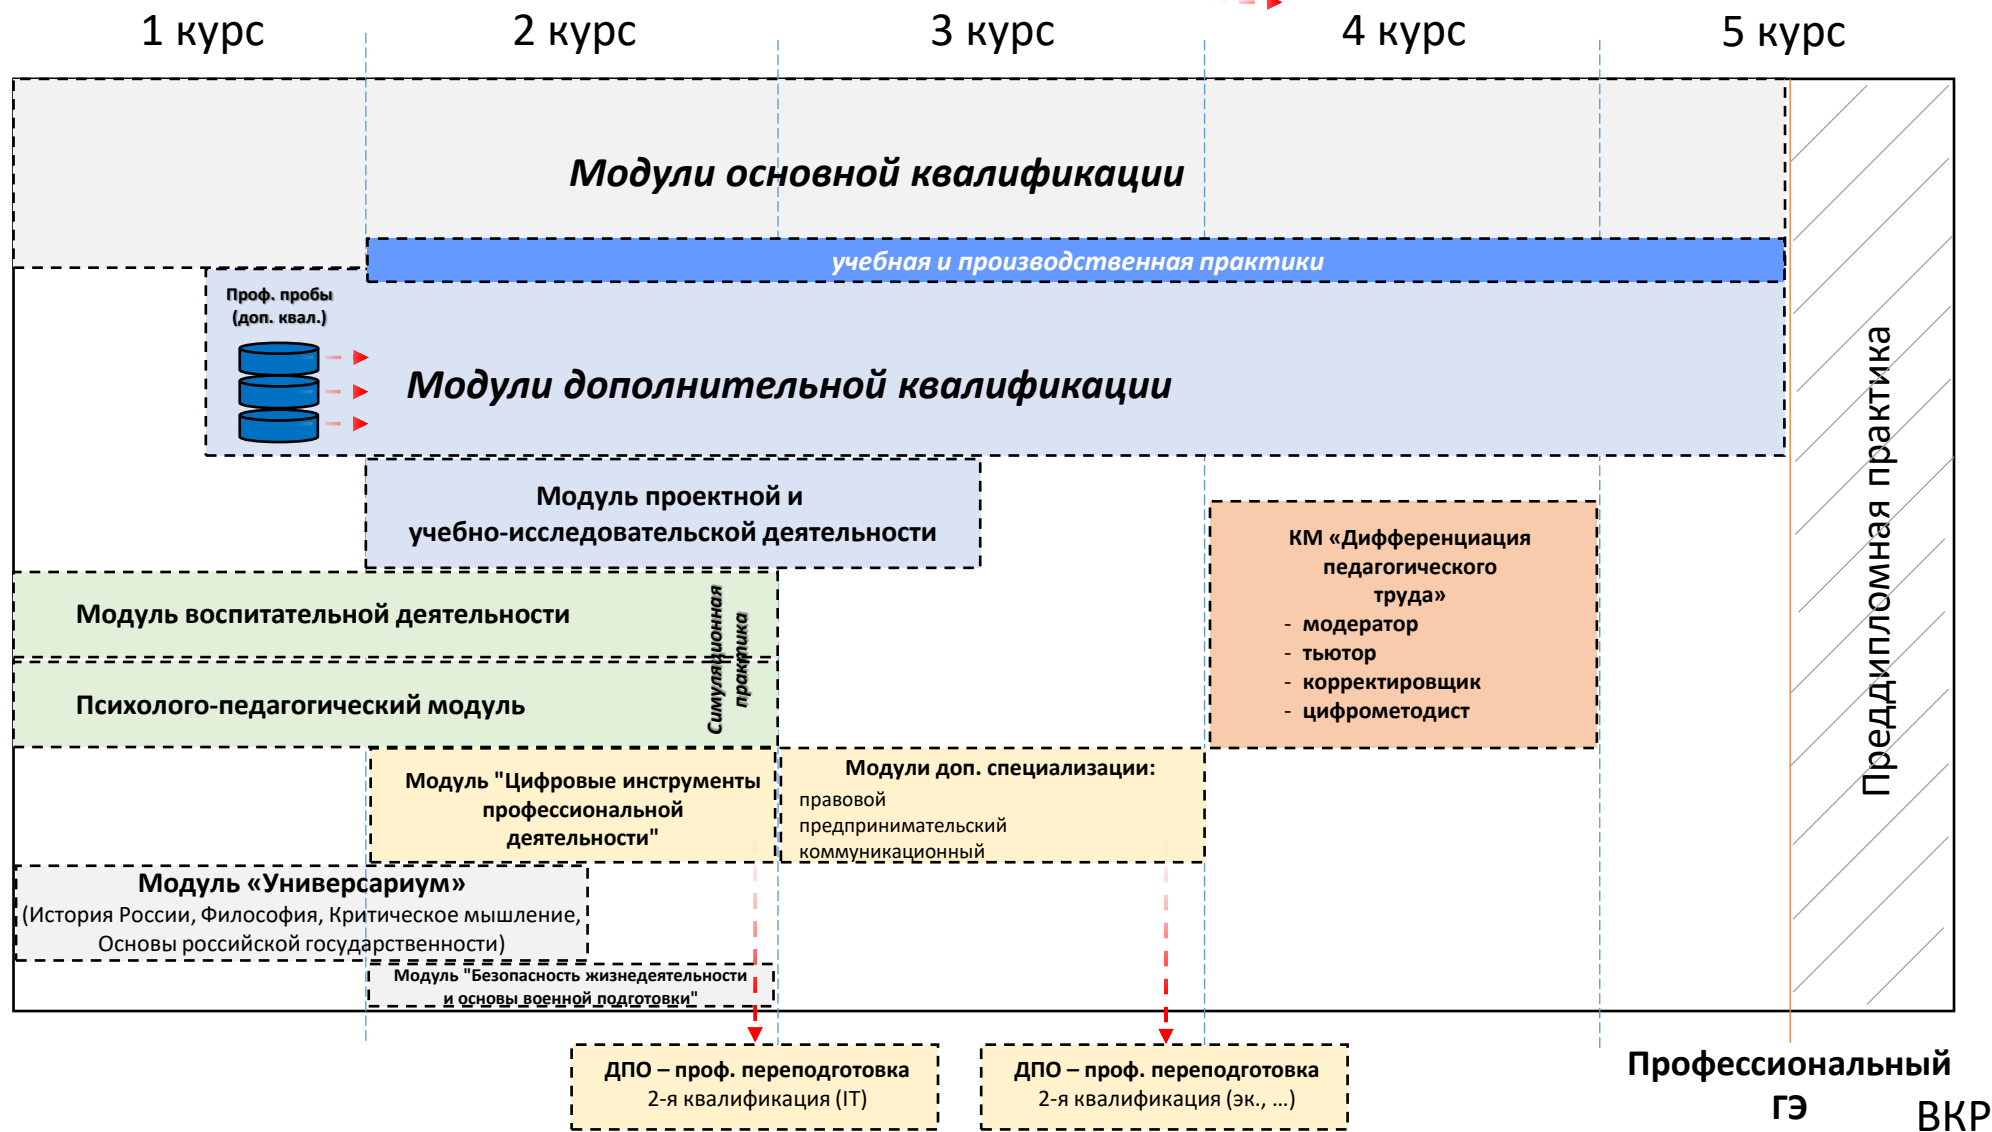 1 курс
2 курс
3 курс
4 курс
5 курс
Модули основной квалификации
учебная и производственная практики
Проф. пробы
(доп. квал.)
Модули дополнительной квалификации
Модуль проектной и
учебно-исследовательской деятельности
КМ «Дифференциация
педагогического
труда»
- модератор
- тьютор
- корректировщик
- цифрометодист
Модуль воспитательной деятельности
Психолого-педагогический модуль
Симуляционная
практика
Модуль "Цифровые инструменты
профессиональной
деятельности"
Модули доп. специализации:
правовой
предпринимательский
коммуникационный
Модуль «Универсариум»
(История России, Философия, Критическое мышление,
Основы российской государственности)
Модуль "Безопасность жизнедеятельности
и основы военной подготовки"
Преддипломная практика
ДПО – проф. переподготовка
2-я квалификация (IT)
ДПО – проф. переподготовка
2-я квалификация (эк., ...)
Профессиональный
ГЭ
ВКР